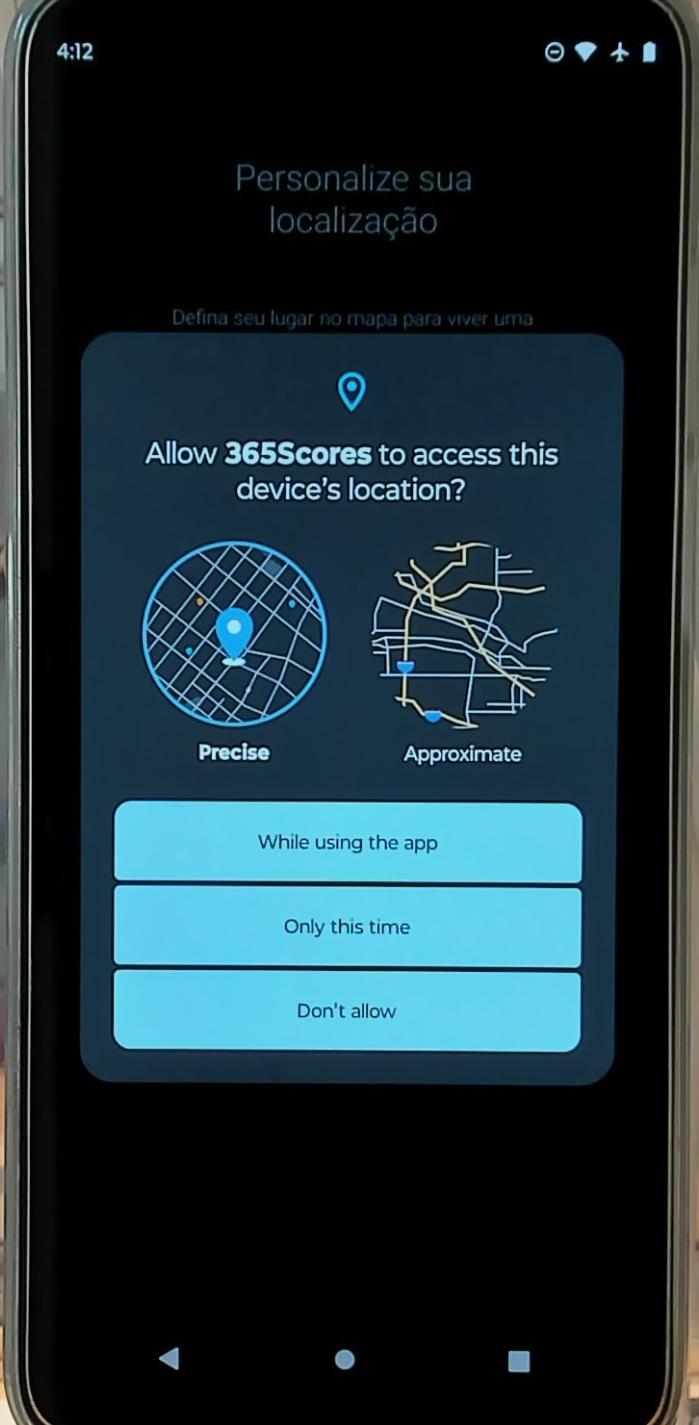 4:12
Personalize sua
localização
Defina seu lugar no mapa para viver uma
Allow 365Scores to access this
device's location?
Precise
Approximate
While using the app
Only this time
Don't allow